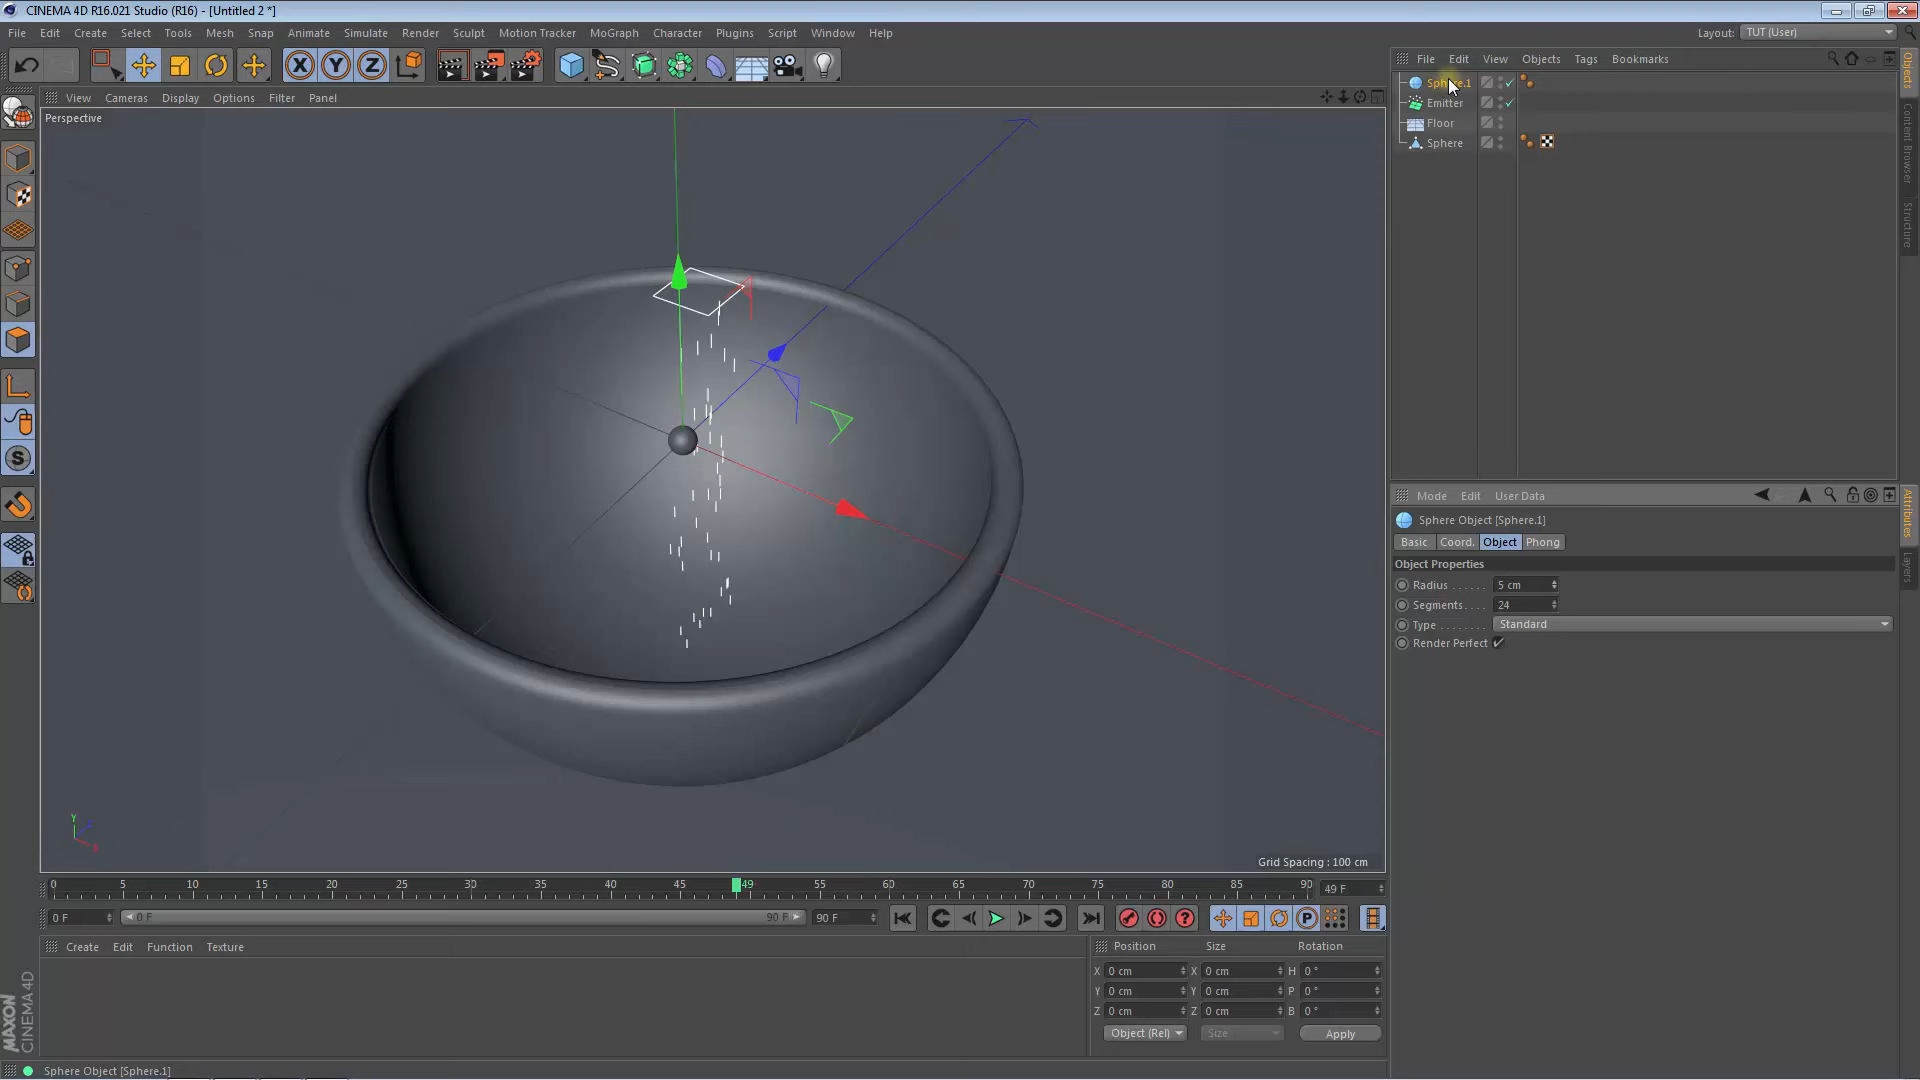 CINEMA 4D R16.021 Studio (R16) - [Untitled 2 *]
File Edit Create Select Tools Mesh Snap Animate Simulate Render Sculpt Motion Tracker MoGraph Character Plugins Script Window Help
Layout: TUT (User)
X Y Z
File Edit View Objects Tags Bookmarks
View Cameras Display Options Filter Panel
Perspective
Emitter
Floor
Sphere
Objects
Content Browser
Structure
Mode Edit User Data
Sphere Object [Sphere.1]
Basic Coord. Object Phong
Object Properties
Radius . . . . . . 5 cm
Segments. . . . 24
Type . . . . . . . . Standard
Render Perfect
Attributes
Layers
S
Y
Grid Spacing : 100 cm
0 5 10 15 20 25 30 35 40 45 49 55 60 65 70 75 80 85 90 49 F
0 F 0 F 90 F 90 F
P
Create Edit Function Texture
Position Size Rotation
X 0 cm X 0 cm H 0 °
Y 0 cm Y 0 cm P 0 °
Z 0 cm Z 0 cm B 0 °
Object (Rel) Size Apply
MAXON
CINEMA 4D
Sphere Object [Sphere.1]